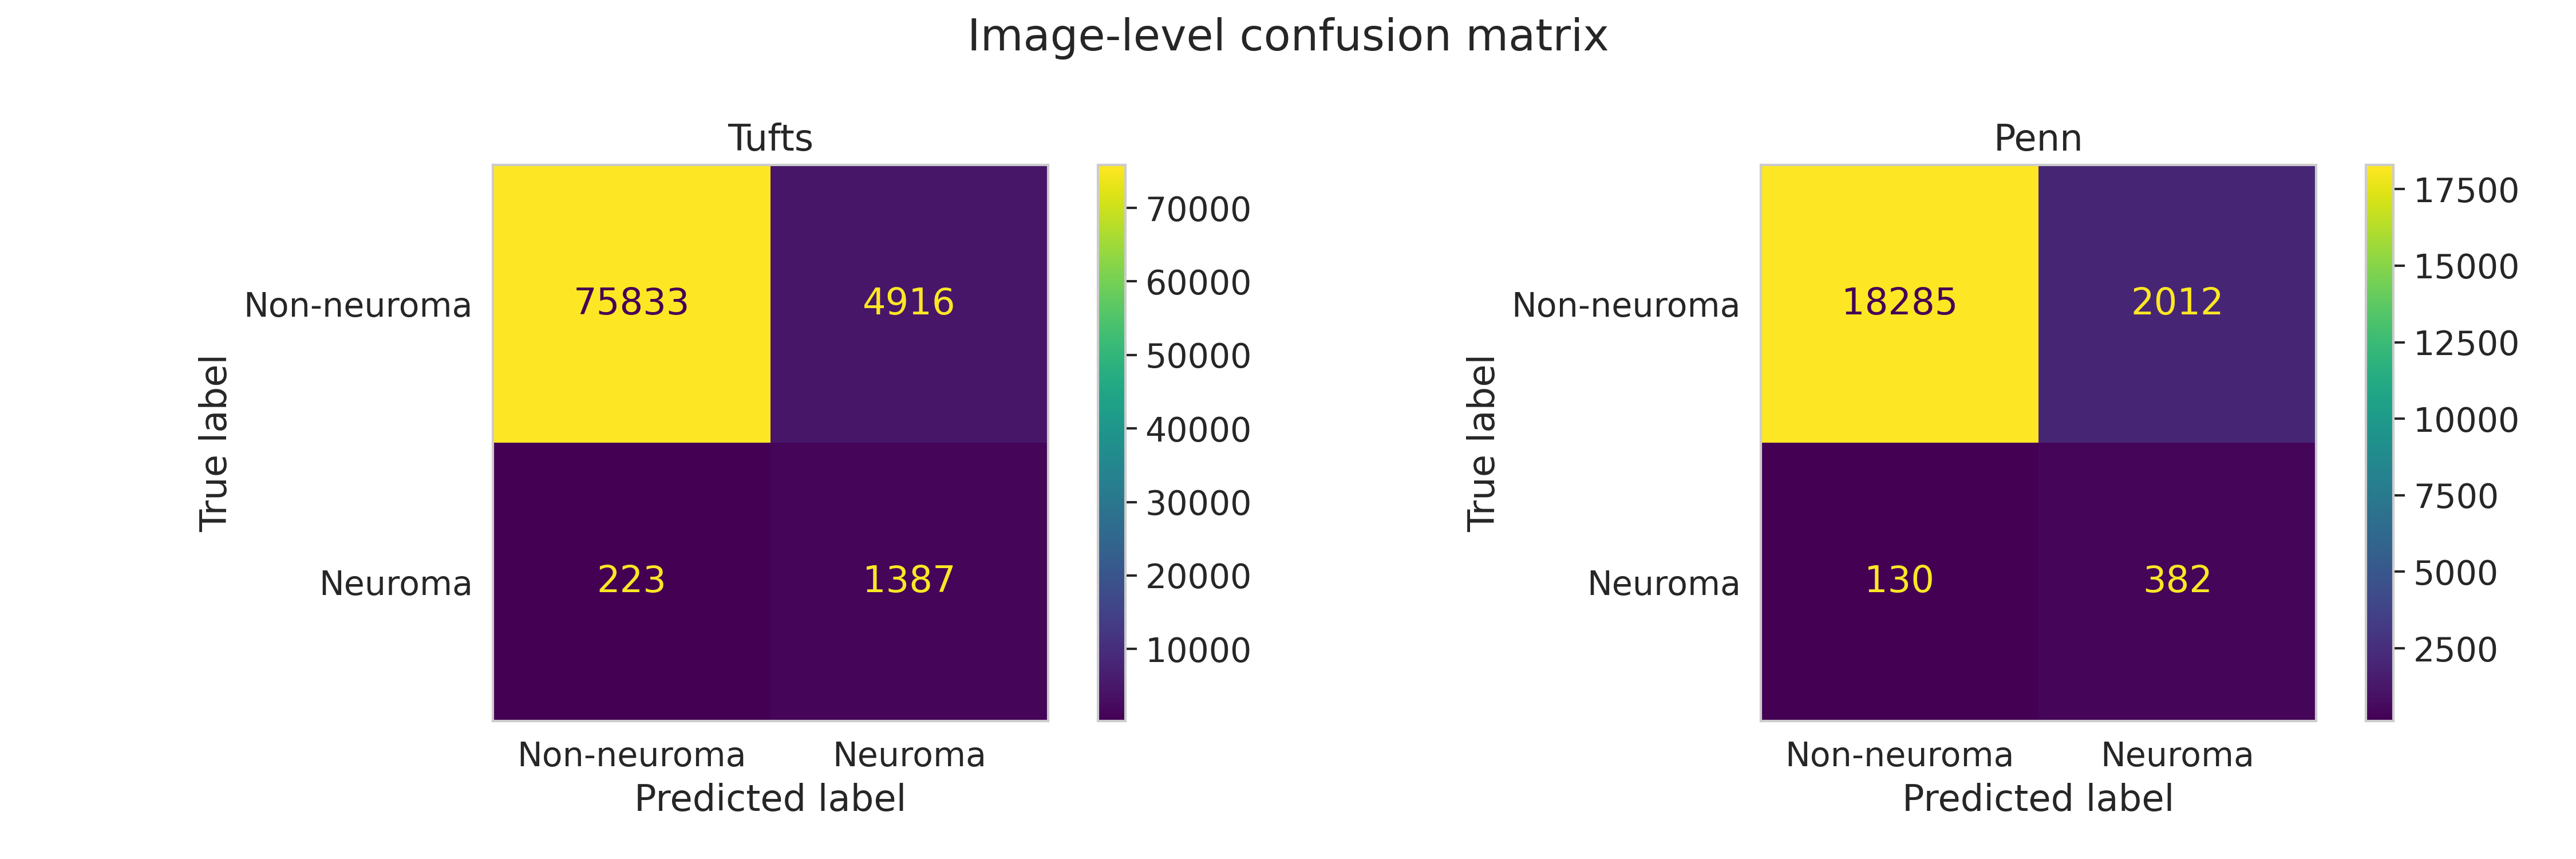 Image-level confusion matrix
Tufts
True label
Non-neuroma
Neuroma
75833
4916
223
1387
Non-neuroma
Neuroma
Predicted label
70000
60000
50000
40000
30000
20000
10000
Penn
True label
Non-neuroma
Neuroma
18285
2012
130
382
Non-neuroma
Neuroma
Predicted label
17500
15000
12500
10000
7500
5000
2500